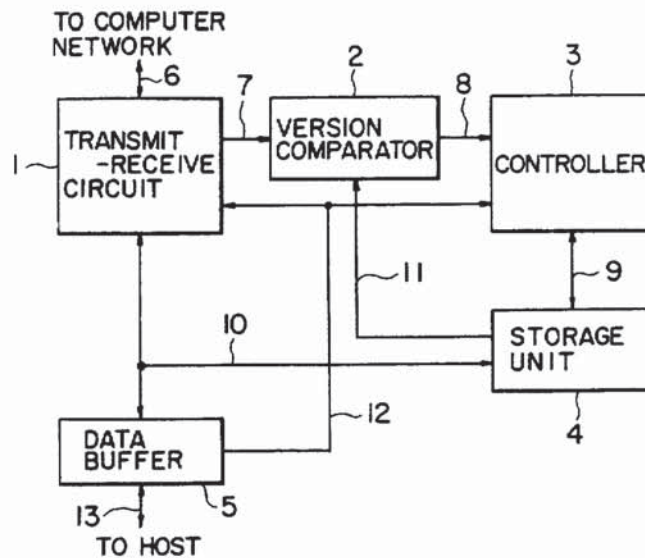 TO COMPUTER
NETWORK
6
7
2
8
3
1
TRANSMIT
-RECEIVE
CIRCUIT
VERSION
COMPARATOR
CONTROLLER
11
9
10
STORAGE
UNIT
4
12
DATA
BUFFER
5
13
TO HOST